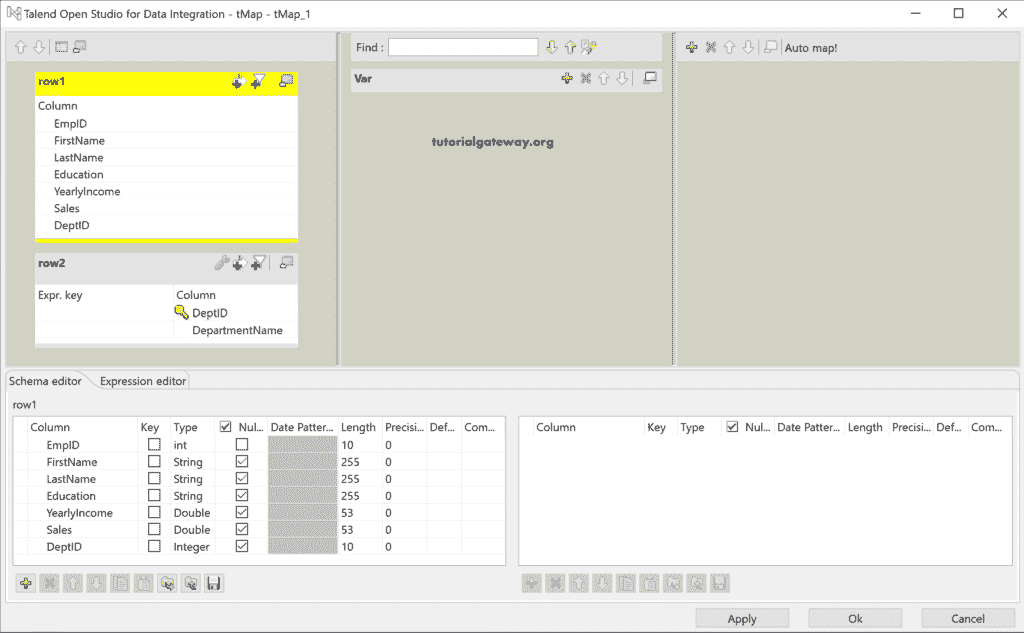 Talend Open Studio for Data Integration - tMap - tMap_1
Find :
Auto map!
row1
Var
Column
EmpID
FirstName
LastName
Education
YearlyIncome
Sales
DeptID
tutorialgateway.org
row2
Expr. key Column
DeptID
DepartmentName
Schema editor Expression editor
row1
Column Key Type Nul... Date Patter... Length Precisi... Def... Com...
EmpID int 10 0
FirstName String 255 0
LastName String 255 0
Education String 255 0
YearlyIncome Double 53 0
Sales Double 53 0
DeptID Integer 10 0
Column Key Type Nul... Date Patter... Length Precisi... Def... Com...
Apply Ok Cancel